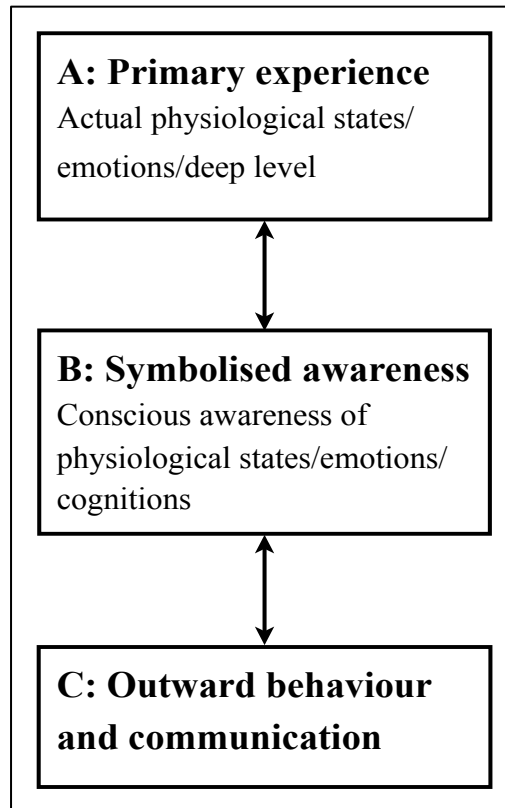 A: Primary experience
Actual physiological states/
emotions/deep level
B: Symbolised awareness
Conscious awareness of
physiological states/emotions/
cognitions
C: Outward behaviour
and communication